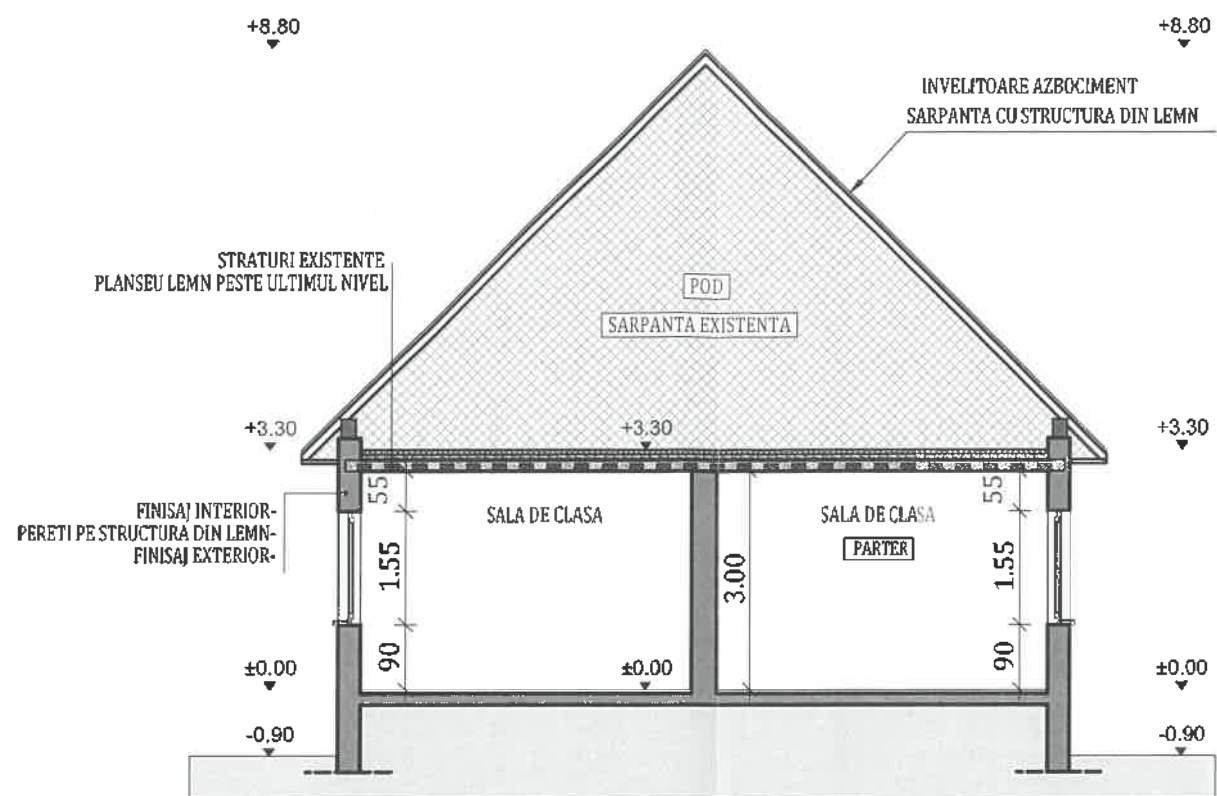 +8.80
+8.80
INVELITOARE AZBOCIMENT
SARPANTA CU STRUCTURA DIN LEMN
STRATURI EXISTENTE
PLANSEU LEMN PESTE ULTIMUL NIVEL
POD
SARPANTA EXISTENTA
+3.30
+3.30
+3.30
55
55
FINISAJ INTERIOR-
PERETI PE STRUCTURA DIN LEMN-
FINISAJ EXTERIOR-
SALA DE CLASA
SALA DE CLASA
PARTER
1.55
3.00
1.55
90
90
±0.00
±0.00
±0.00
-0,90
-0.90